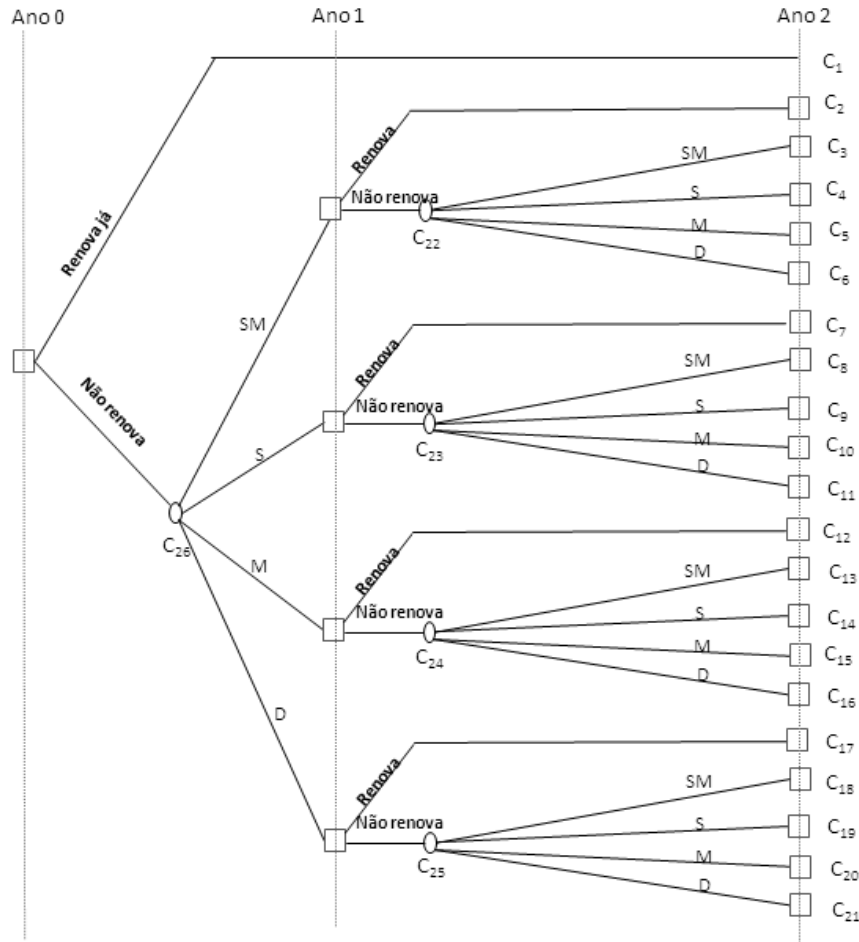 Ano 0 Ano 1 Ano 2
C1
C2
Renova
SM
C3
Renova já
Não renova
S
C4
C22
M
C5
D
C6
SM
C7
Renova
SM
C8
Não renova
Não renova
S
C9
S
C23
M
C10
D
C11
C26
C12
M
Renova
SM
C13
Não renova
S
C14
C24
M
C15
D
C16
D
C17
Renova
SM
C18
Não renova
S
C19
C25
M
C20
D
C21